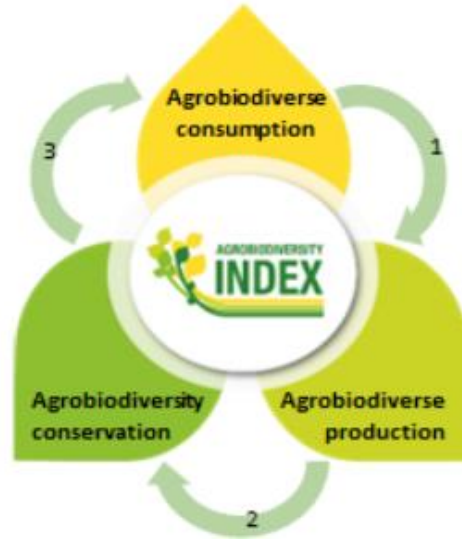 Agrobiodiverse
consumption
3
1
AGROBIODIVERSITY
INDEX
Agrobiodiversity
conservation
Agrobiodiverse
production
2